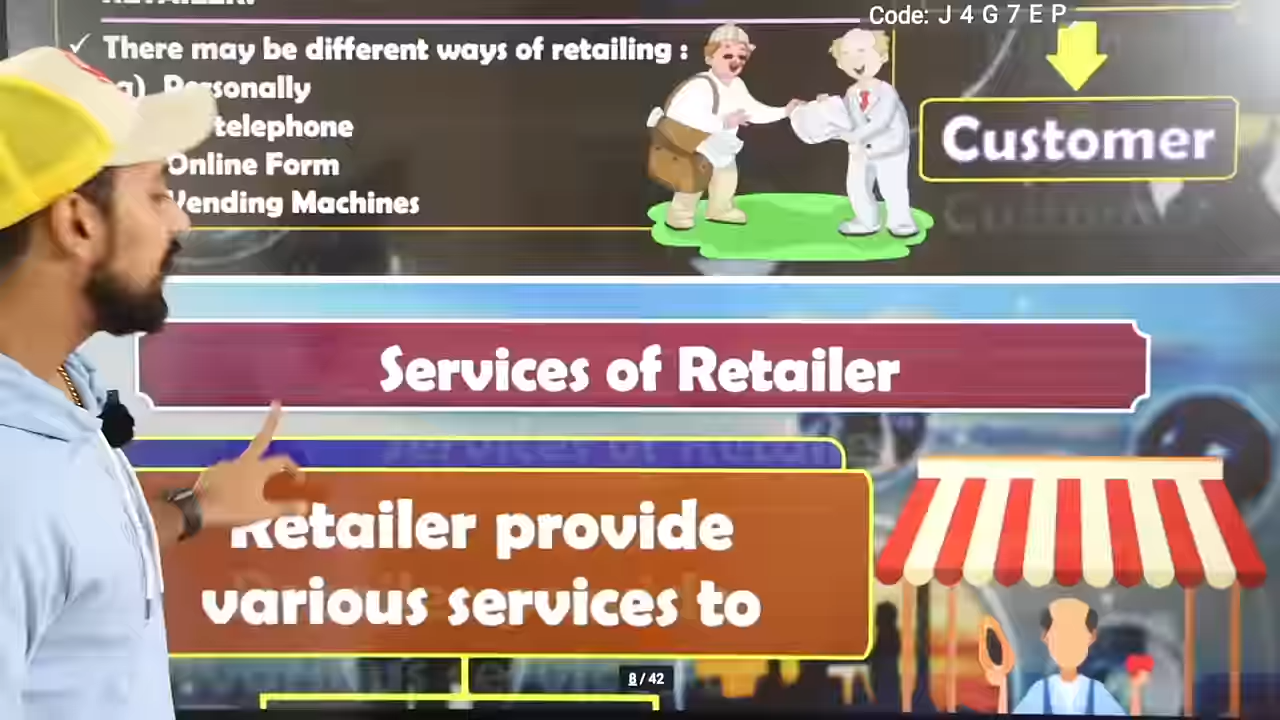 RETAILER.
Code: J 4 G 7 E P
✓ There may be different ways of retailing :
a) Personally
telephone
Online Form
Vending Machines
Customer
Services of Retailer
Retailer provide
various services to
8 / 42